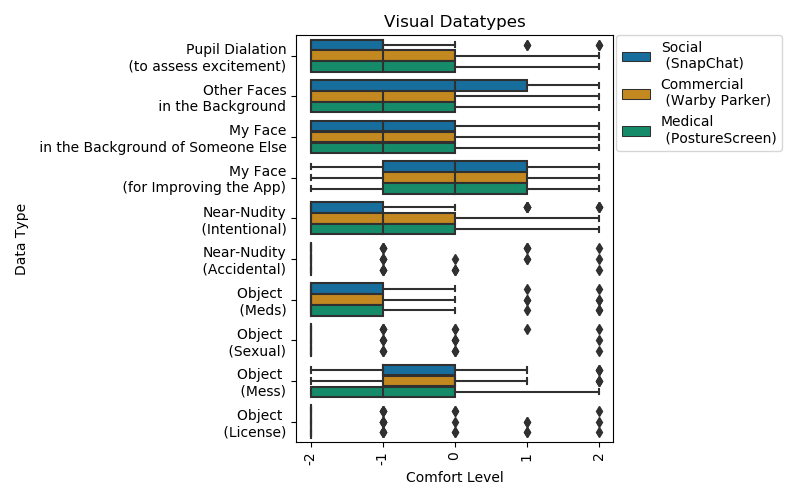 Visual Datatypes
Pupil Dialation
(to assess excitement)
Other Faces
in the Background
My Face
in the Background of Someone Else
My Face
(for Improving the App)
Near-Nudity
(Intentional)
Near-Nudity
(Accidental)
Object
(Meds)
Object
(Sexual)
Object
(Mess)
Object
(License)
Data Type
-2
-1
0
1
2
Comfort Level
Social
(SnapChat)
Commercial
(Warby Parker)
Medical
(PostureScreen)